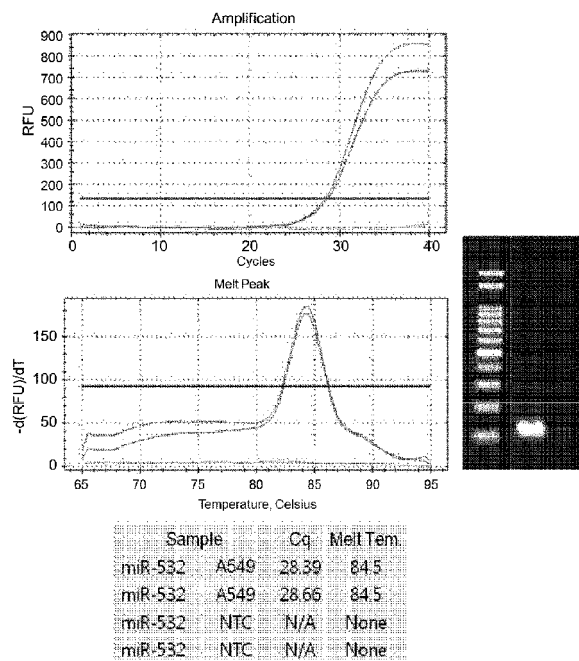 Amplification
900
800
700
600
500
400
300
200
100
0
RFU
0 10 20 30 40
Cycles
Melt Peak
150
100
50
0
-d(RFU)/dT
65 70 75 80 85 90 95
Temperature, Celsius
Sample Cq Melt Tem.
miR-532 A549 28.39 84.5
miR-532 A549 28.66 84.5
miR-532 NTC N/A None
miR-532 NTC N/A None